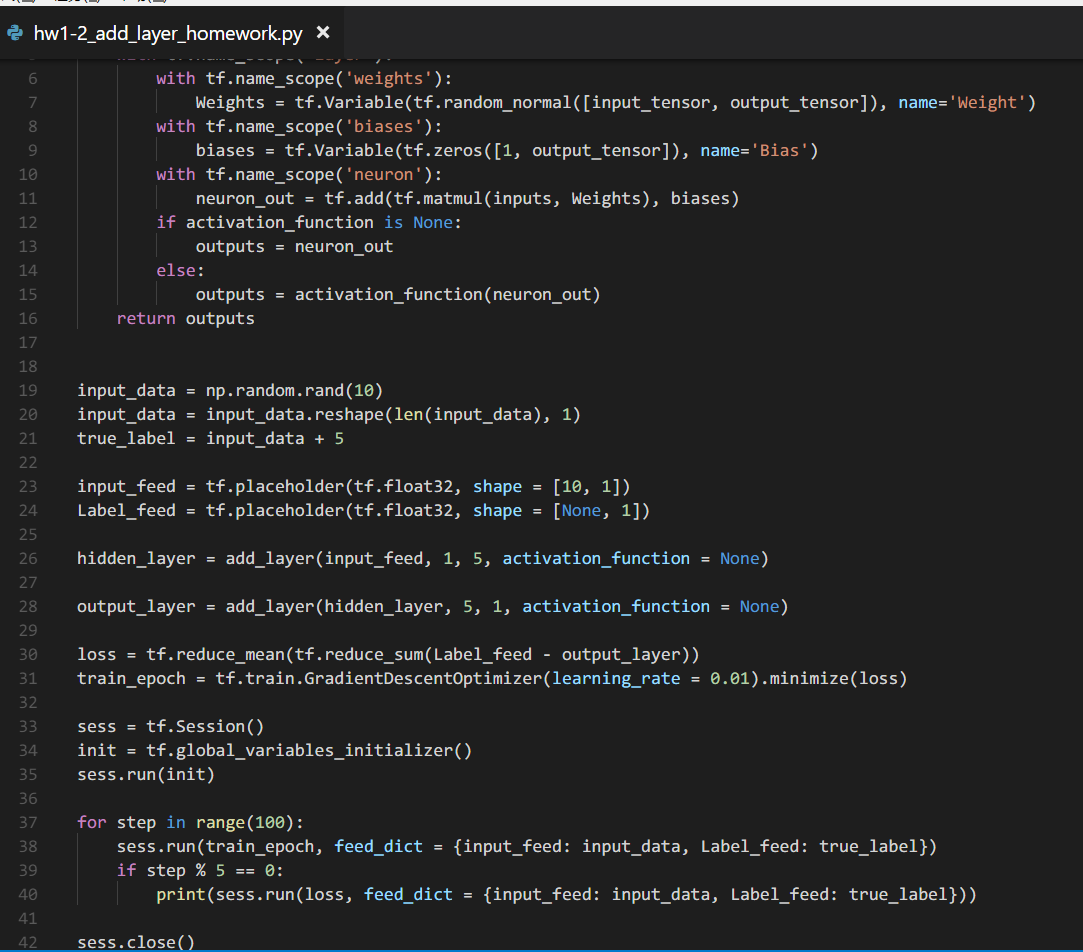 hw1-2_add_layer_homework.py ×
6 with tf.name_scope('weights'):
7 Weights = tf.Variable(tf.random_normal([input_tensor, output_tensor]), name='Weight')
8 with tf.name_scope('biases'):
9 biases = tf.Variable(tf.zeros([1, output_tensor]), name='Bias')
10 with tf.name_scope('neuron'):
11 neuron_out = tf.add(tf.matmul(inputs, Weights), biases)
12 if activation_function is None:
13 outputs = neuron_out
14 else:
15 outputs = activation_function(neuron_out)
16 return outputs
17
18
19 input_data = np.random.rand(10)
20 input_data = input_data.reshape(len(input_data), 1)
21 true_label = input_data + 5
22
23 input_feed = tf.placeholder(tf.float32, shape = [10, 1])
24 Label_feed = tf.placeholder(tf.float32, shape = [None, 1])
25
26 hidden_layer = add_layer(input_feed, 1, 5, activation_function = None)
27
28 output_layer = add_layer(hidden_layer, 5, 1, activation_function = None)
29
30 loss = tf.reduce_mean(tf.reduce_sum(Label_feed - output_layer))
31 train_epoch = tf.train.GradientDescentOptimizer(learning_rate = 0.01).minimize(loss)
32
33 sess = tf.Session()
34 init = tf.global_variables_initializer()
35 sess.run(init)
36
37 for step in range(100):
38 sess.run(train_epoch, feed_dict = {input_feed: input_data, Label_feed: true_label})
39 if step % 5 == 0:
40 print(sess.run(loss, feed_dict = {input_feed: input_data, Label_feed: true_label}))
41
42 sess.close()